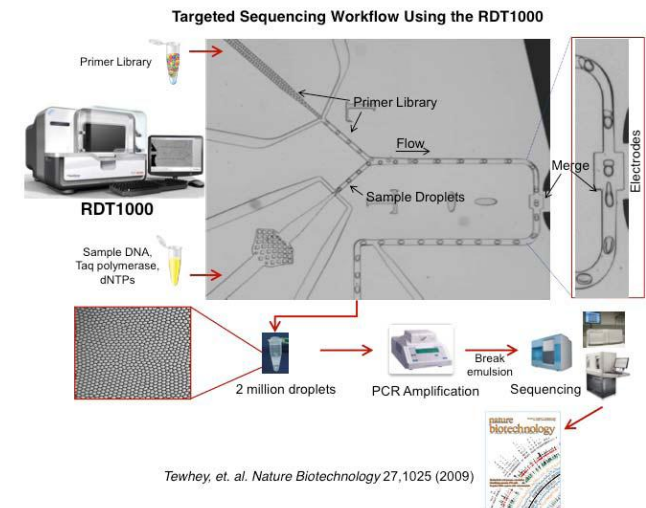 Targeted Sequencing Workflow Using the RDT1000
Primer Library
Primer Library
Flow
Merge
Electrodes
Sample Droplets
RDT1000
Sample DNA,
Taq polymerase,
dNTPs
2 million droplets
PCR Amplification
Break
emulsion
Sequencing
nature
biotechnology
Tewhey, et. al. Nature Biotechnology 27,1025 (2009)